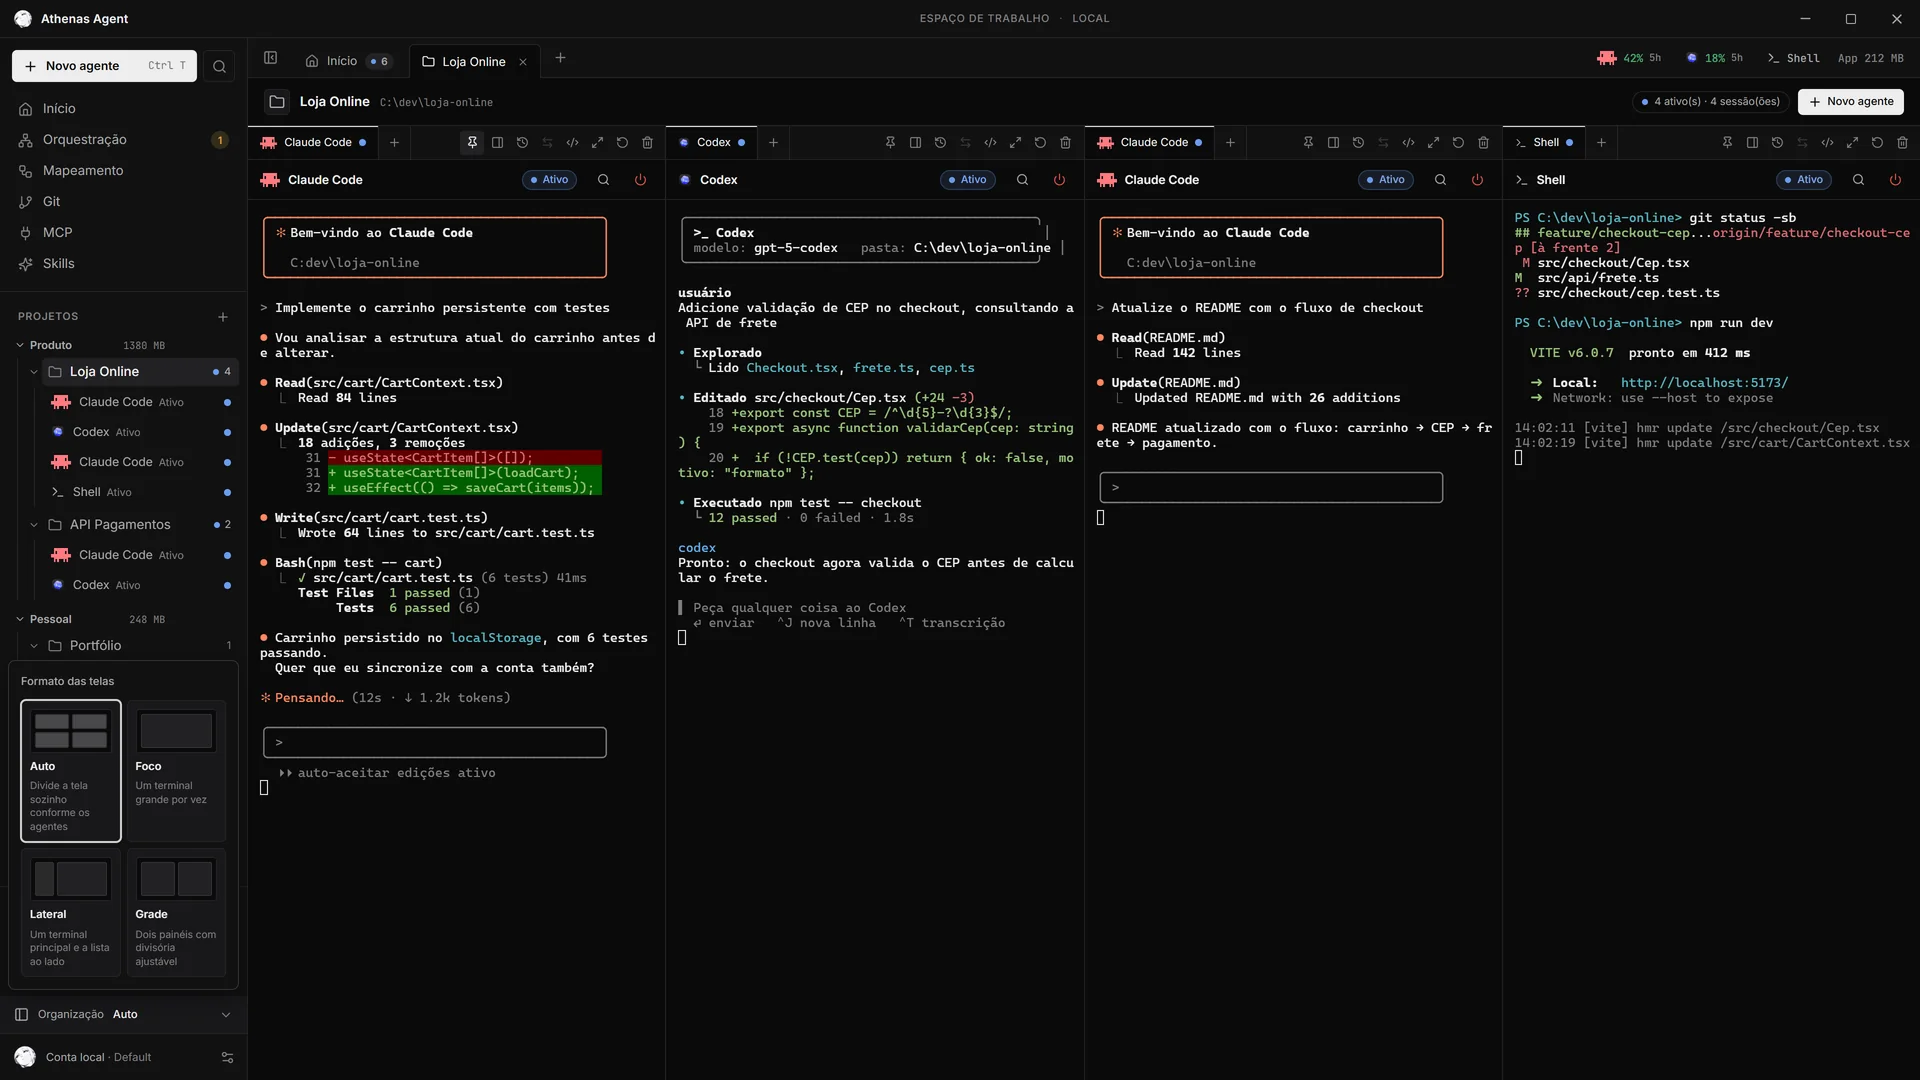 Athenas Agent
ESPAÇO DE TRABALHO · LOCAL
Novo agente Ctrl T
Início
Orquestração 1
Mapeamento
Git
MCP
Skills
PROJETOS
Produto 1380 MB
Loja Online 4
Claude Code Ativo
Codex Ativo
Claude Code Ativo
Shell Ativo
API Pagamentos 2
Claude Code Ativo
Codex Ativo
Pessoal 248 MB
Portfólio 1
Formato das telas
Auto
Divide a tela
sozinho
conforme os
agentes
Foco
Um terminal
grande por vez
Lateral
Um terminal
principal e a lista
ao lado
Grade
Dois painéis com
divisória
ajustável
Organização Auto
Conta local · Default
Início 6
Loja Online
42% 5h
18% 5h
Shell
App 212 MB
Loja Online C:\dev\loja-online
4 ativo(s) · 4 sessão(ões)
Novo agente
Claude Code
Claude Code
Ativo
* Bem-vindo ao Claude Code
C:dev\loja-online
> Implemente o carrinho persistente com testes
● Vou analisar a estrutura atual do carrinho antes d
e alterar.
● Read(src/cart/CartContext.tsx)
└ Read 84 lines
● Update(src/cart/CartContext.tsx)
└ 18 adições, 3 remoções
31 - useState<CartItem[]>([]);
31 + useState<CartItem[]>(loadCart);
32 + useEffect(() => saveCart(items));
● Write(src/cart/cart.test.ts)
└ Wrote 64 lines to src/cart/cart.test.ts
● Bash(npm test -- cart)
└ √ src/cart/cart.test.ts (6 tests) 41ms
Test Files 1 passed (1)
Tests 6 passed (6)
● Carrinho persistido no localStorage, com 6 testes
passando.
Quer que eu sincronize com a conta também?
* Pensando… (12s · ↓ 1.2k tokens)
>
auto-aceitar edições ativo
Codex
Codex
Ativo
>_ Codex
modelo: gpt-5-codex pasta: C:\dev\loja-online
usuário
Adicione validação de CEP no checkout, consultando a
API de frete
• Explorado
└ Lido Checkout.tsx, frete.ts, cep.ts
• Editado src/checkout/Cep.tsx (+24 -3)
18 +export const CEP = /^\d{5}-?\d{3}$/;
19 +export async function validarCep(cep: string
) {
20 + if (!CEP.test(cep)) return { ok: false, mo
tivo: "formato" };
• Executado npm test -- checkout
└ 12 passed · 0 failed · 1.8s
codex
Pronto: o checkout agora valida o CEP antes de calcu
lar o frete.
Peça qualquer coisa ao Codex
↵ enviar ^J nova linha ^T transcrição
Claude Code
Claude Code
Ativo
* Bem-vindo ao Claude Code
C:dev\loja-online
> Atualize o README com o fluxo de checkout
● Read(README.md)
└ Read 142 lines
● Update(README.md)
└ Updated README.md with 26 additions
● README atualizado com o fluxo: carrinho → CEP → fr
ete → pagamento.
>
Shell
Shell
Ativo
PS C:\dev\loja-online> git status -sb
## feature/checkout-cep...origin/feature/checkout-ce
p [à frente 2]
M src/checkout/Cep.tsx
M src/api/frete.ts
?? src/checkout/cep.test.ts
PS C:\dev\loja-online> npm run dev
VITE v6.0.7 pronto em 412 ms
→ Local: http://localhost:5173/
→ Network: use --host to expose
14:02:11 [vite] hmr update /src/checkout/Cep.tsx
14:02:19 [vite] hmr update /src/cart/CartContext.tsx